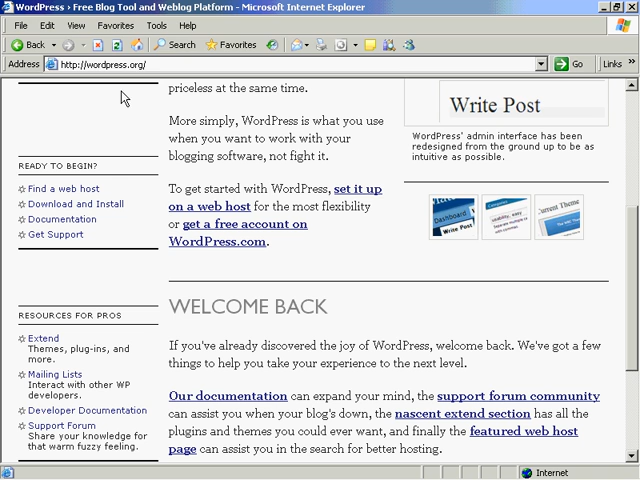 WordPress › Free Blog Tool and Weblog Platform - Microsoft Internet Explorer
File Edit View Favorites Tools Help
Back Search Favorites
Address http://wordpress.org/ Go Links »
priceless at the same time.
More simply, WordPress is what you use
when you want to work with your
blogging software, not fight it.
To get started with WordPress, set it up
on a web host for the most flexibility
or get a free account on
WordPress.com.
Write Post
WordPress' admin interface has been
redesigned from the ground up to be as
intuitive as possible.
Dashboard
Write Post
usability, easy
Current Theme
READY TO BEGIN?
Find a web host
Download and Install
Documentation
Get Support
RESOURCES FOR PROS
Extend
Themes, plug-ins, and
more.
Mailing Lists
Interact with other WP
developers.
Developer Documentation
Support Forum
Share your knowledge for
that warm fuzzy feeling.
WELCOME BACK
If you've already discovered the joy of WordPress, welcome back. We've got a few
things to help you take your experience to the next level.
Our documentation can expand your mind, the support forum community
can assist you when your blog's down, the nascent extend section has all the
plugins and themes you could ever want, and finally the featured web host
page can assist you in the search for better hosting.
Internet